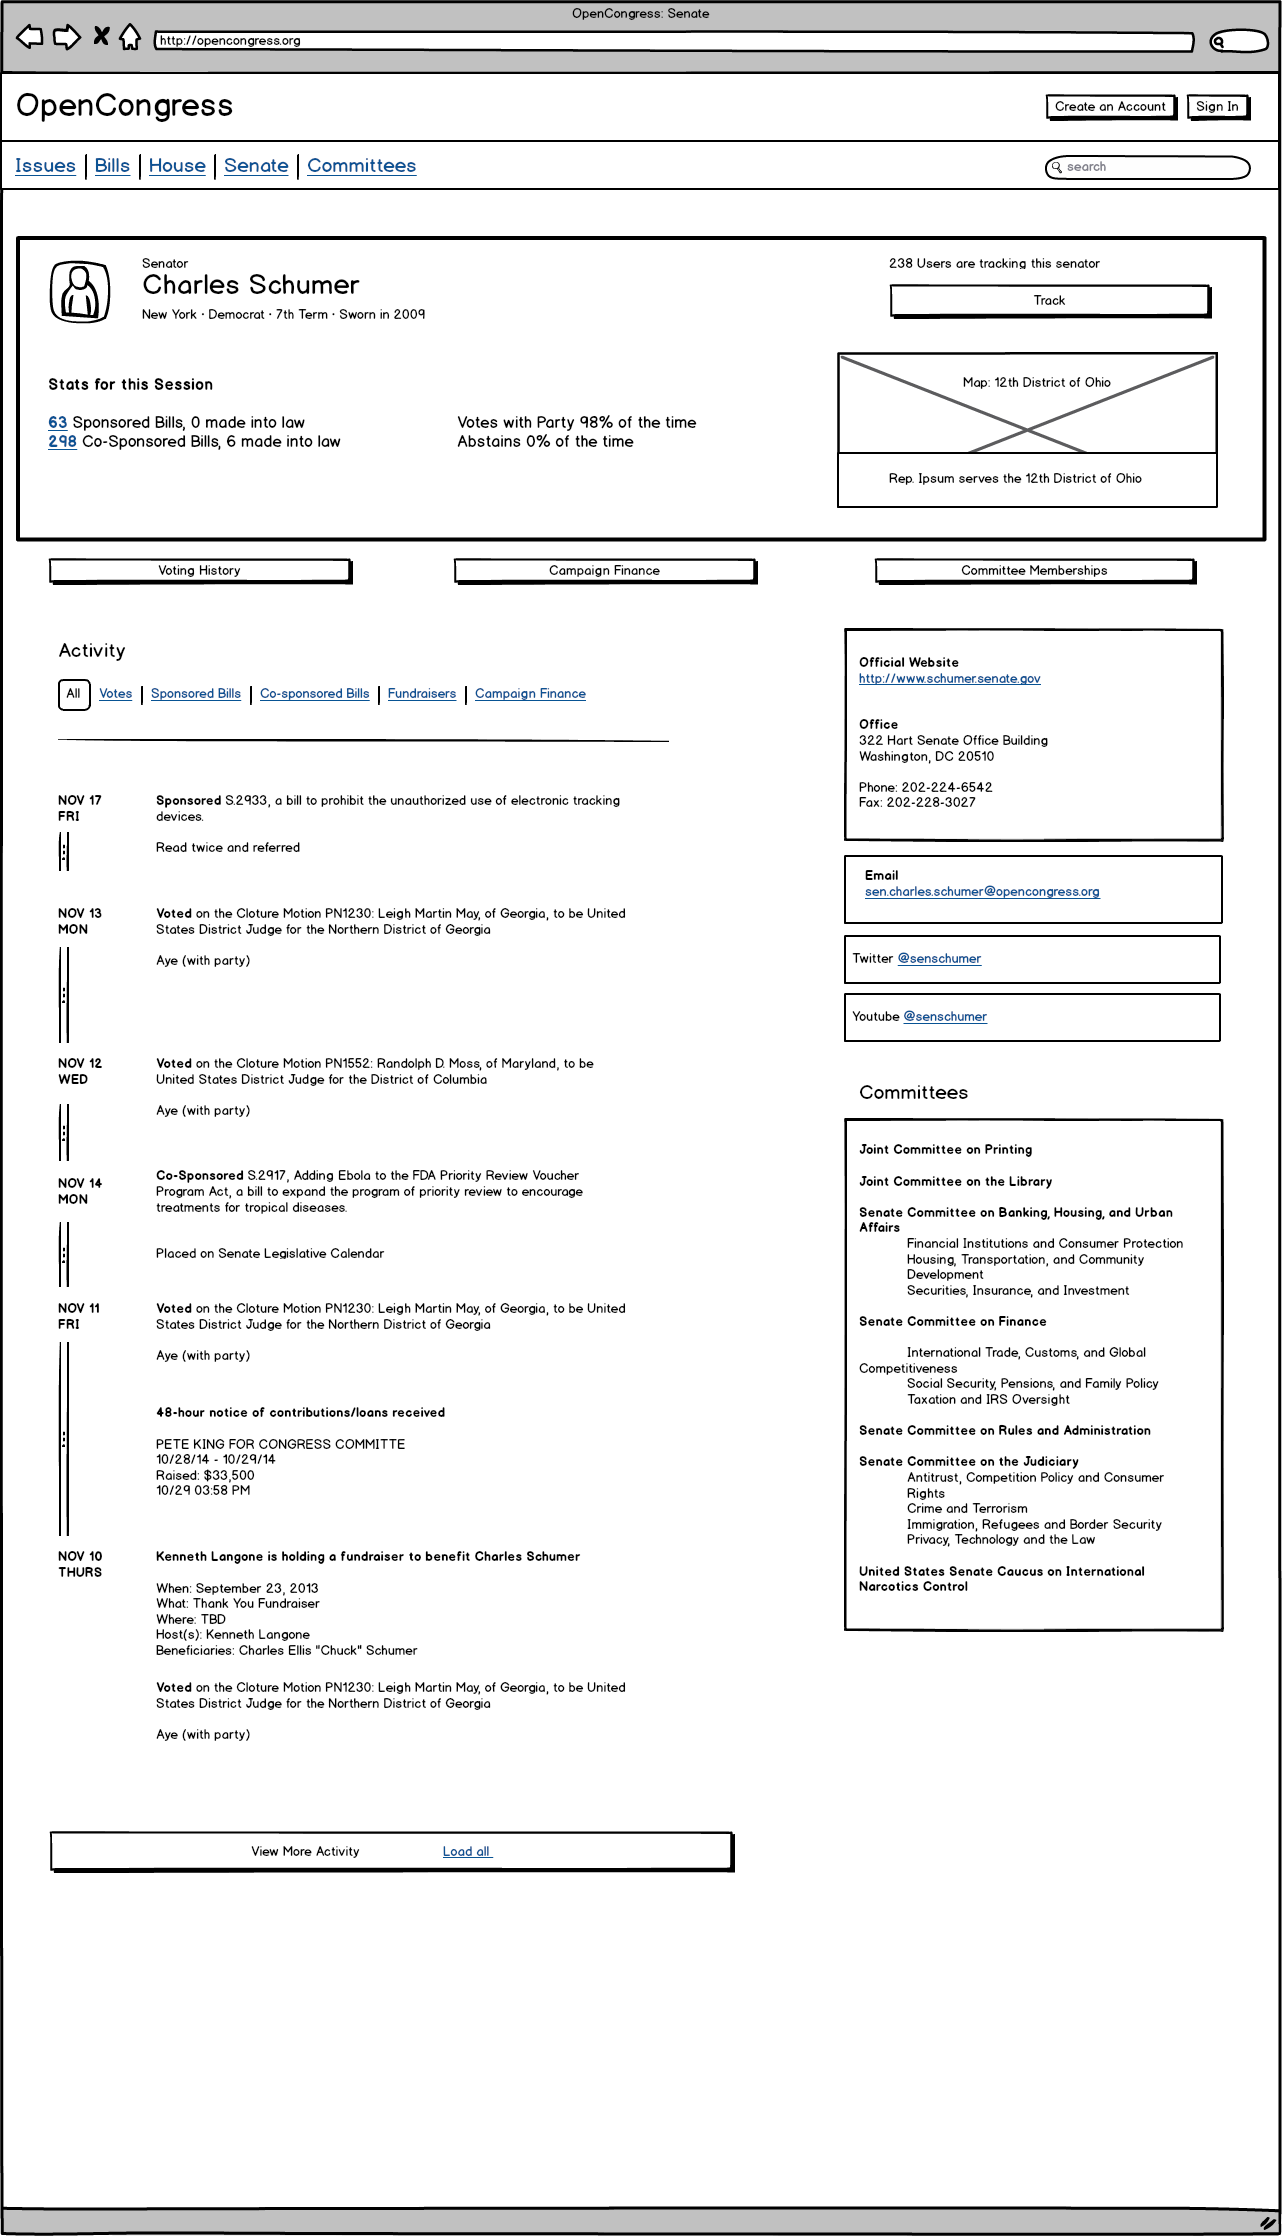 OpenCongress: Senate
http://opencongress.org
OpenCongress
Create an Account
Sign In
Issues
Bills
House
Senate
Committees
search
Senator
Charles Schumer
New York · Democrat · 7th Term · Sworn in 2009
238 Users are tracking this senator
Track
Map: 12th District of Ohio
Rep. Ipsum serves the 12th District of Ohio
Stats for this Session
63 Sponsored Bills, 0 made into law
298 Co-Sponsored Bills, 6 made into law
Votes with Party 98% of the time
Abstains 0% of the time
Voting History
Campaign Finance
Committee Memberships
Activity
All
Votes
Sponsored Bills
Co-sponsored Bills
Fundraisers
Campaign Finance
NOV 17
FRI
Sponsored S.2933, a bill to prohibit the unauthorized use of electronic tracking
devices.
Read twice and referred
NOV 13
MON
Voted on the Cloture Motion PN1230: Leigh Martin May, of Georgia, to be United
States District Judge for the Northern District of Georgia
Aye (with party)
NOV 12
WED
Voted on the Cloture Motion PN1552: Randolph D. Moss, of Maryland, to be
United States District Judge for the District of Columbia
Aye (with party)
NOV 14
MON
Co-Sponsored S.2917, Adding Ebola to the FDA Priority Review Voucher
Program Act, a bill to expand the program of priority review to encourage
treatments for tropical diseases.
Placed on Senate Legislative Calendar
NOV 11
FRI
Voted on the Cloture Motion PN1230: Leigh Martin May, of Georgia, to be United
States District Judge for the Northern District of Georgia
Aye (with party)
48-hour notice of contributions/loans received
PETE KING FOR CONGRESS COMMITTE
10/28/14 - 10/29/14
Raised: $33,500
10/29 03:58 PM
NOV 10
THURS
Kenneth Langone is holding a fundraiser to benefit Charles Schumer
When: September 23, 2013
What: Thank You Fundraiser
Where: TBD
Host(s): Kenneth Langone
Beneficiaries: Charles Ellis "Chuck" Schumer
Voted on the Cloture Motion PN1230: Leigh Martin May, of Georgia, to be United
States District Judge for the Northern District of Georgia
Aye (with party)
View More Activity
Load all
Official Website
http://www.schumer.senate.gov
Office
322 Hart Senate Office Building
Washington, DC 20510
Phone: 202-224-6542
Fax: 202-228-3027
Email
sen.charles.schumer@opencongress.org
Twitter @senschumer
Youtube @senschumer
Committees
Joint Committee on Printing
Joint Committee on the Library
Senate Committee on Banking, Housing, and Urban
Affairs
Financial Institutions and Consumer Protection
Housing, Transportation, and Community
Development
Securities, Insurance, and Investment
Senate Committee on Finance
International Trade, Customs, and Global
Competitiveness
Social Security, Pensions, and Family Policy
Taxation and IRS Oversight
Senate Committee on Rules and Administration
Senate Committee on the Judiciary
Antitrust, Competition Policy and Consumer
Rights
Crime and Terrorism
Immigration, Refugees and Border Security
Privacy, Technology and the Law
United States Senate Caucus on International
Narcotics Control